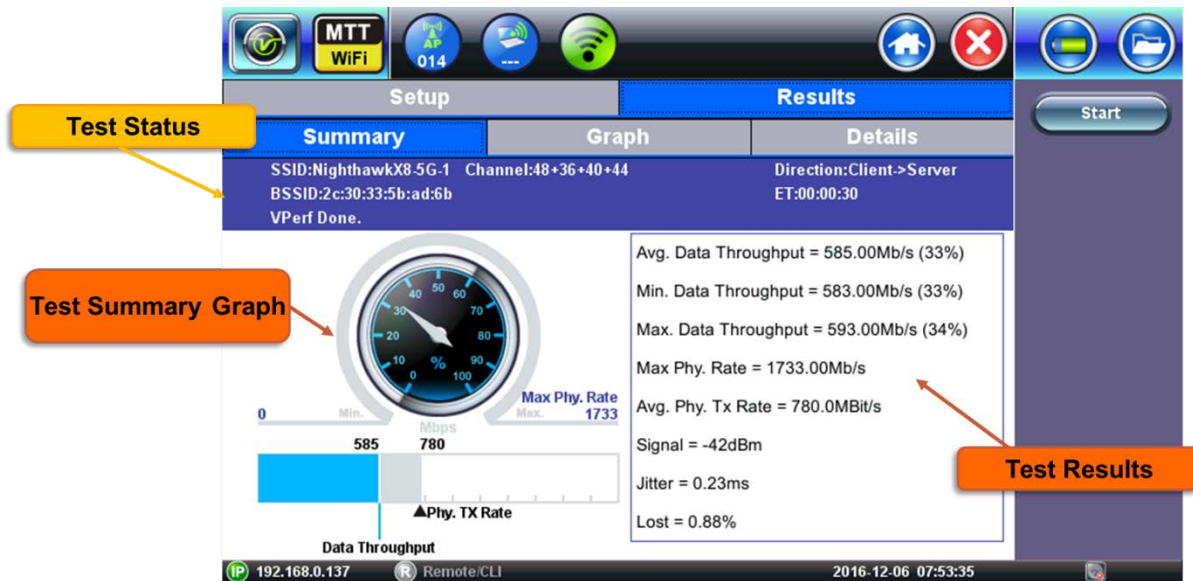 MTT
WiFi
AP
014
---
Setup
Results
Start
Test Status
Summary
Graph
Details
SSID:NighthawkX8-5G-1 Channel:48+36+40+44
Direction:Client->Server
BSSID:2c:30:33:5b:ad:6b
ET:00:00:30
VPerf Done.
Test Summary Graph
0
10
20
30
40
50
60
70
80
90
100
%
Max Phy. Rate
0
Min.
Max.
1733
Mbps
585
780
Phy. TX Rate
Data Throughput
Avg. Data Throughput = 585.00Mb/s (33%)
Min. Data Throughput = 583.00Mb/s (33%)
Max. Data Throughput = 593.00Mb/s (34%)
Max Phy. Rate = 1733.00Mb/s
Avg. Phy. Tx Rate = 780.0MBit/s
Signal = -42dBm
Jitter = 0.23ms
Lost = 0.88%
Test Results
IP 192.168.0.137
R Remote/CLI
2016-12-06 07:53:35